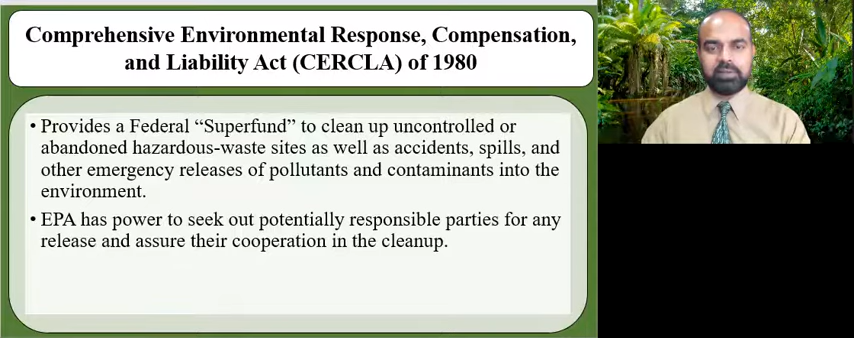 Comprehensive Environmental Response, Compensation,
and Liability Act (CERCLA) of 1980
• Provides a Federal “Superfund” to clean up uncontrolled or
abandoned hazardous-waste sites as well as accidents, spills, and
other emergency releases of pollutants and contaminants into the
environment.
• EPA has power to seek out potentially responsible parties for any
release and assure their cooperation in the cleanup.